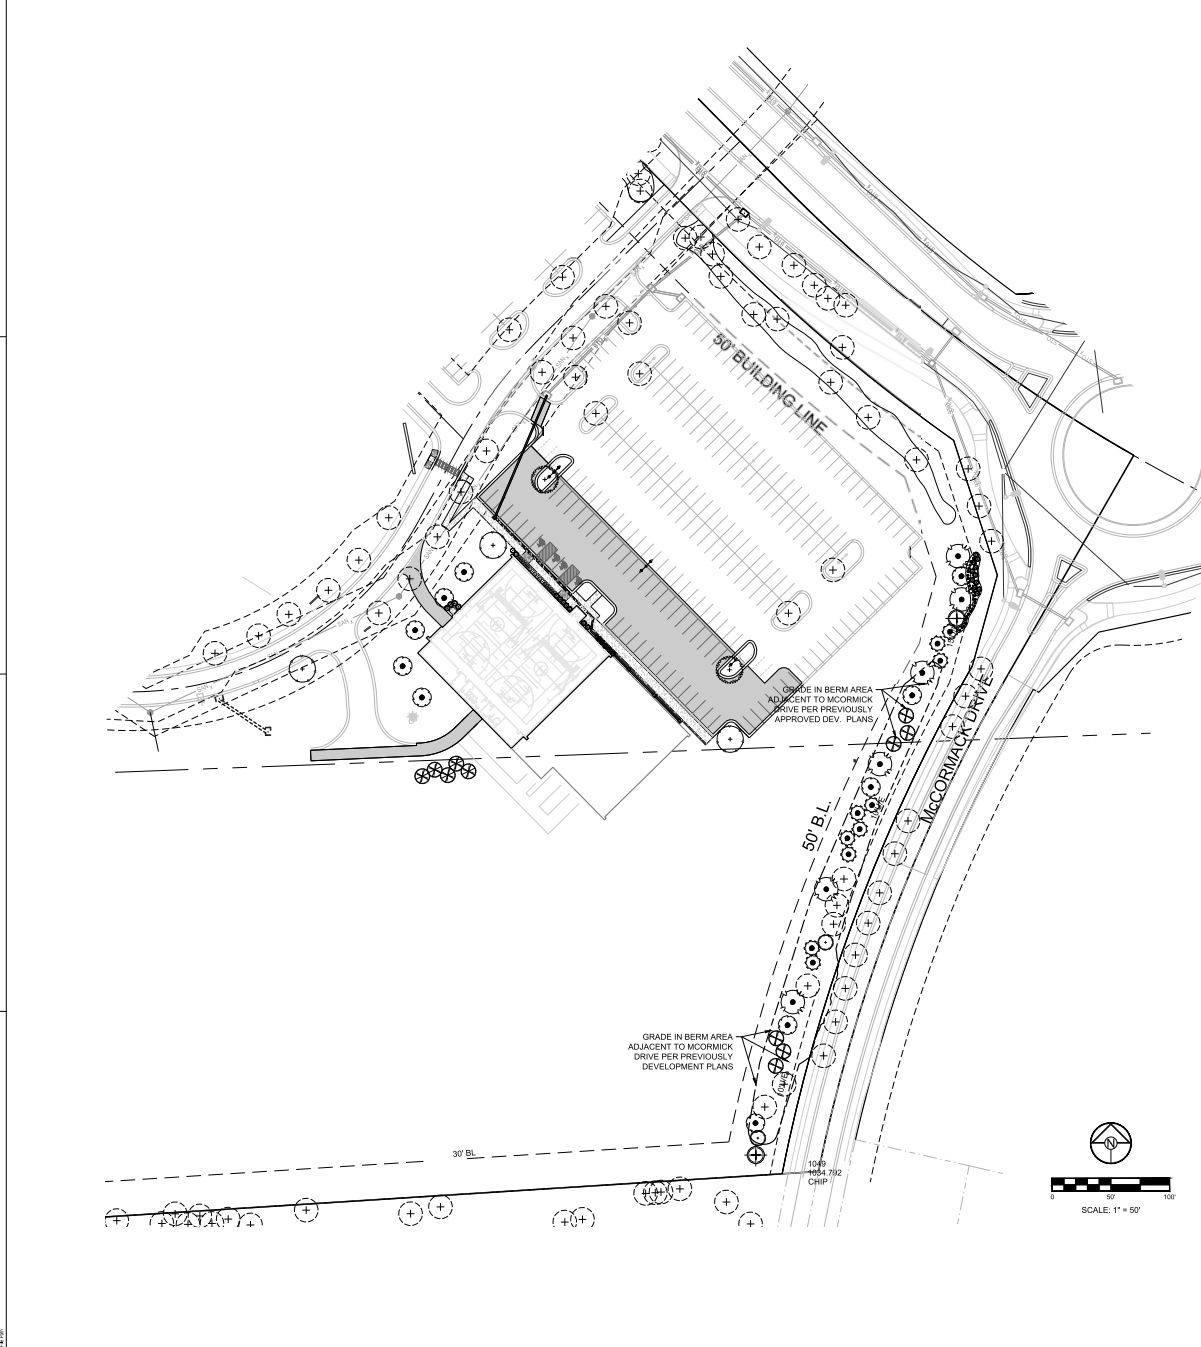 50' BUILDING LINE
GRADE IN BERM AREA
ADJACENT TO MCORMICK
DRIVE PER PREVIOUSLY
APPROVED DEV. PLANS
McCORMACK DRIVE
50' B.L.
GRADE IN BERM AREA
ADJACENT TO MCORMICK
DRIVE PER PREVIOUSLY
DEVELOPMENT PLANS
30' BL
1049
1034.792
CHIP
N
0 50' 100'
SCALE: 1" = 50'